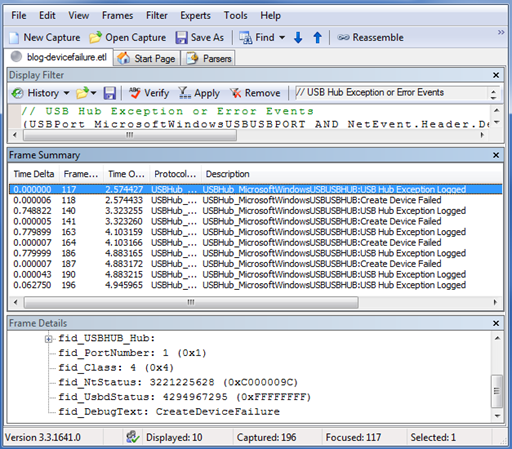 File Edit View Frames Filter Experts Tools Help
New Capture Open Capture Save As Find Reassemble
blog-devicefailure.etl Start Page Parsers
Display Filter
History Verify Apply Remove // USB Hub Exception or Error Events
// USB Hub Exception or Error Events
(USBPort MicrosoftWindowsUSBUSBPORT AND NetEvent.Header.De
Frame Summary
Time Delta Frame... Time O... Protocol... Description
0.000000 117 2.574427 USBHub_... USBHub_MicrosoftWindowsUSBUSBHUB:USB Hub Exception Logged
0.000006 118 2.574433 USBHub_... USBHub_MicrosoftWindowsUSBUSBHUB:Create Device Failed
0.748822 140 3.323255 USBHub_... USBHub_MicrosoftWindowsUSBUSBHUB:USB Hub Exception Logged
0.000005 141 3.323260 USBHub_... USBHub_MicrosoftWindowsUSBUSBHUB:Create Device Failed
0.779899 163 4.103159 USBHub_... USBHub_MicrosoftWindowsUSBUSBHUB:USB Hub Exception Logged
0.000007 164 4.103166 USBHub_... USBHub_MicrosoftWindowsUSBUSBHUB:Create Device Failed
0.779999 186 4.883165 USBHub_... USBHub_MicrosoftWindowsUSBUSBHUB:USB Hub Exception Logged
0.000007 187 4.883172 USBHub_... USBHub_MicrosoftWindowsUSBUSBHUB:Create Device Failed
0.000043 190 4.883215 USBHub_... USBHub_MicrosoftWindowsUSBUSBHUB:USB Hub Exception Logged
0.062750 196 4.945965 USBHub_... USBHub_MicrosoftWindowsUSBUSBHUB:USB Hub Exception Logged
Frame Details
fid_USBHUB_Hub:
fid_PortNumber: 1 (0x1)
fid_Class: 4 (0x4)
fid_NtStatus: 3221225628 (0xC000009C)
fid_UsbdStatus: 4294967295 (0xFFFFFFFF)
fid_DebugText: CreateDeviceFailure
Version 3.3.1641.0 Displayed: 10 Captured: 196 Focused: 117 Selected: 1